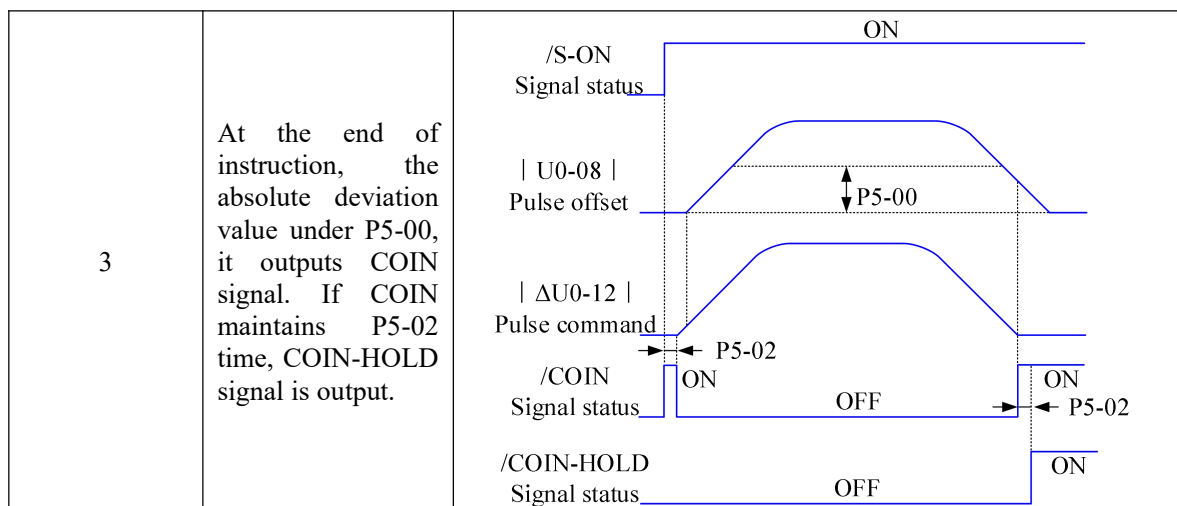 3
At the end of
instruction, the
absolute deviation
value under P5-00,
it outputs COIN
signal. If COIN
maintains P5-02
time, COIN-HOLD
signal is output.
ON
/S-ON
Signal status
| U0-08 |
Pulse offset
P5-00
| ΔU0-12 |
Pulse command
P5-02
/COIN
Signal status
ON
OFF
ON
P5-02
/COIN-HOLD
Signal status
OFF
ON